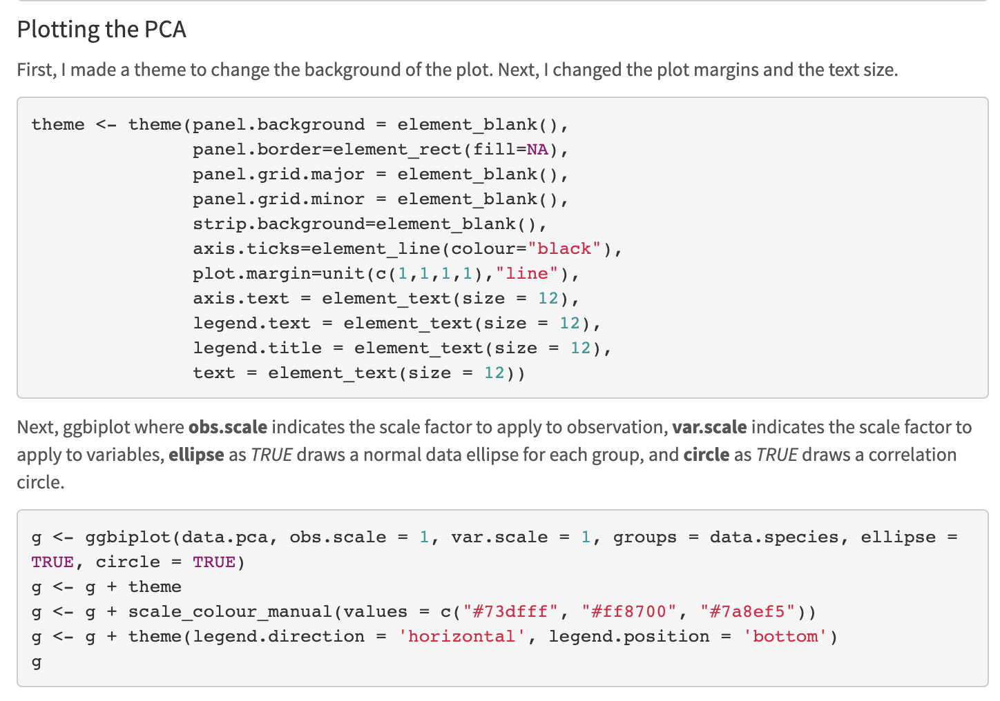 Plotting the PCA
First, I made a theme to change the background of the plot. Next, I changed the plot margins and the text size.
theme <- theme(panel.background = element_blank(),
panel.border=element_rect(fill=NA),
panel.grid.major = element_blank(),
panel.grid.minor = element_blank(),
strip.background=element_blank(),
axis.ticks=element_line(colour="black"),
plot.margin=unit(c(1,1,1,1),"line"),
axis.text = element_text(size = 12),
legend.text = element_text(size = 12),
legend.title = element_text(size = 12),
text = element_text(size = 12))
Next, ggbiplot where obs.scale indicates the scale factor to apply to observation, var.scale indicates the scale factor to
apply to variables, ellipse as TRUE draws a normal data ellipse for each group, and circle as TRUE draws a correlation
circle.
g <- ggbiplot(data.pca, obs.scale = 1, var.scale = 1, groups = data.species, ellipse =
TRUE, circle = TRUE)
g <- g + theme
g <- g + scale_colour_manual(values = c("#73dfff", "#ff8700", "#7a8ef5"))
g <- g + theme(legend.direction = 'horizontal', legend.position = 'bottom')
g